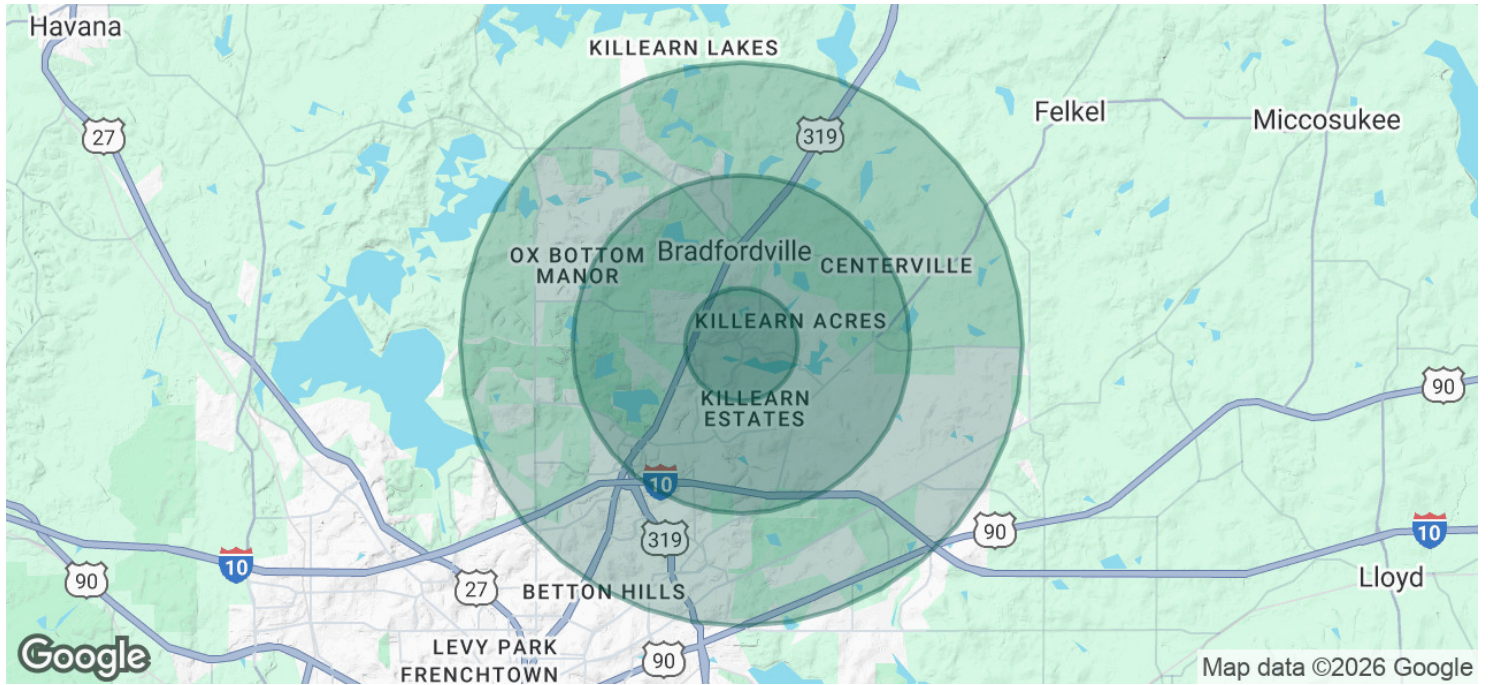 Havana
KILLEARN LAKES
27
319
Felkel
Miccosukee
OX BOTTOM
MANOR
Bradfordville
CENTERVILLE
KILLEARN ACRES
KILLEARN
ESTATES
90
10
319
90
10
10
90
27
BETTON HILLS
Lloyd
LEVY PARK
FRENCHTOWN
90
Google
Map data ©2026 Google